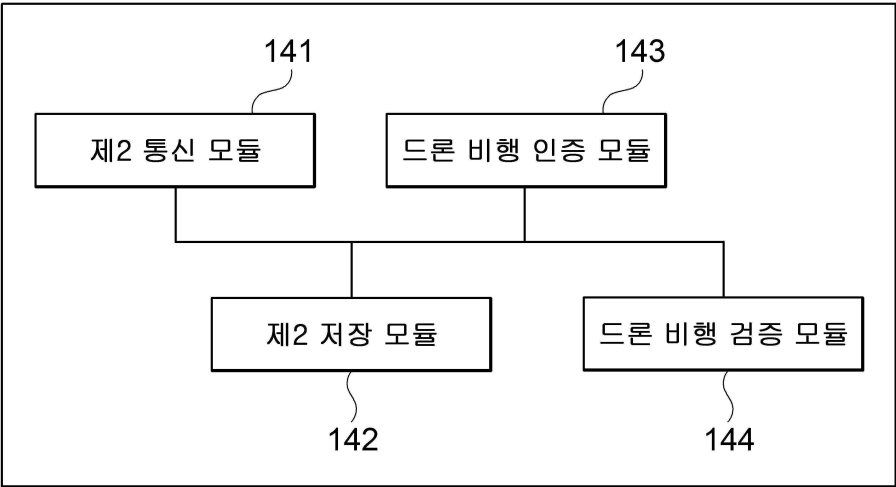 141
143
제2 통신 모듈
드론 비행 인증 모듈
제2 저장 모듈
드론 비행 검증 모듈
142
144